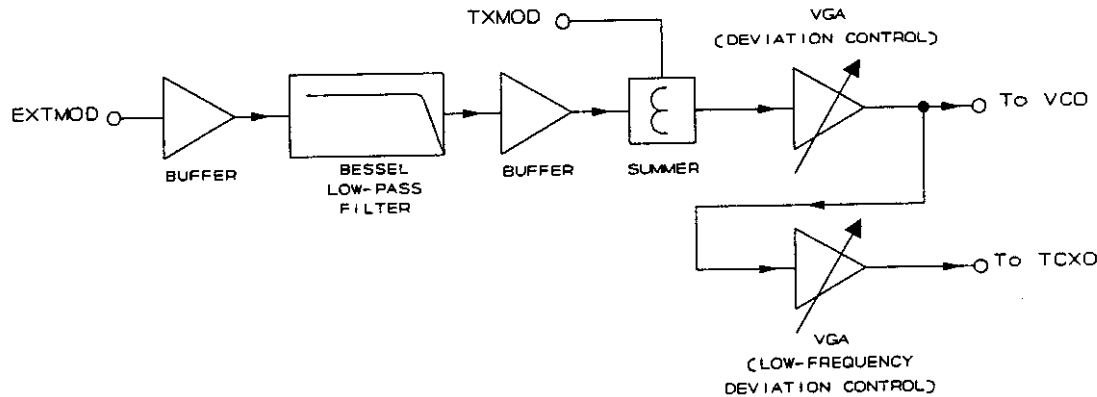 TXMOD
VGA
(DEVIATION CONTROL)
EXTMOD
To VCO
BUFFER
BESSEL
LOW-PASS
FILTER
BUFFER
SUMMER
To TCXO
VGA
(LOW-FREQUENCY
DEVIATION CONTROL)